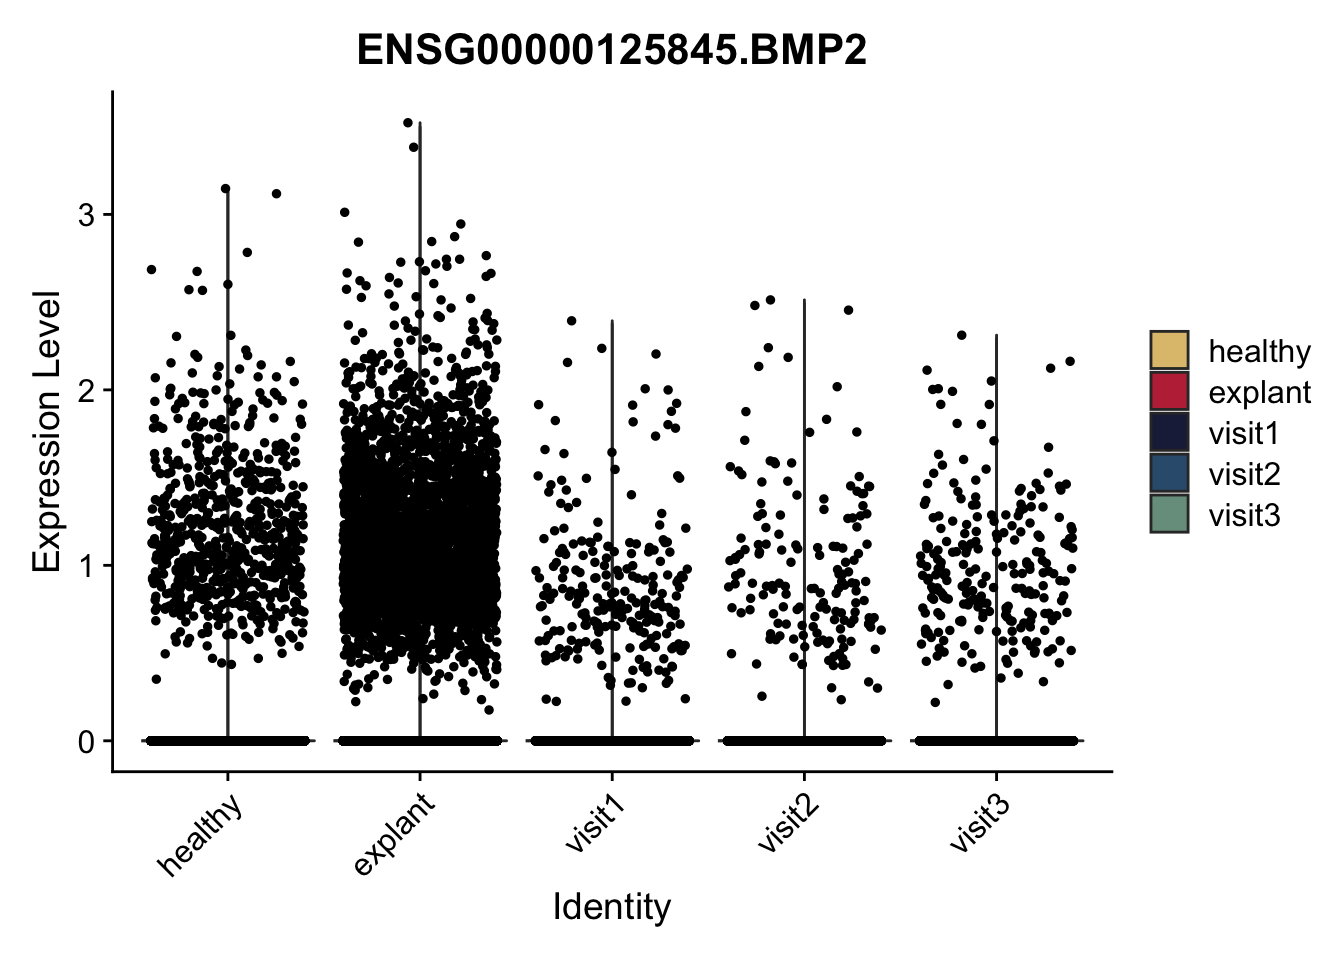 ENSG00000125845.BMP2
Expression Level
3
2
1
0
healthy
explant
visit1
visit2
visit3
Identity
healthy
explant
visit1
visit2
visit3